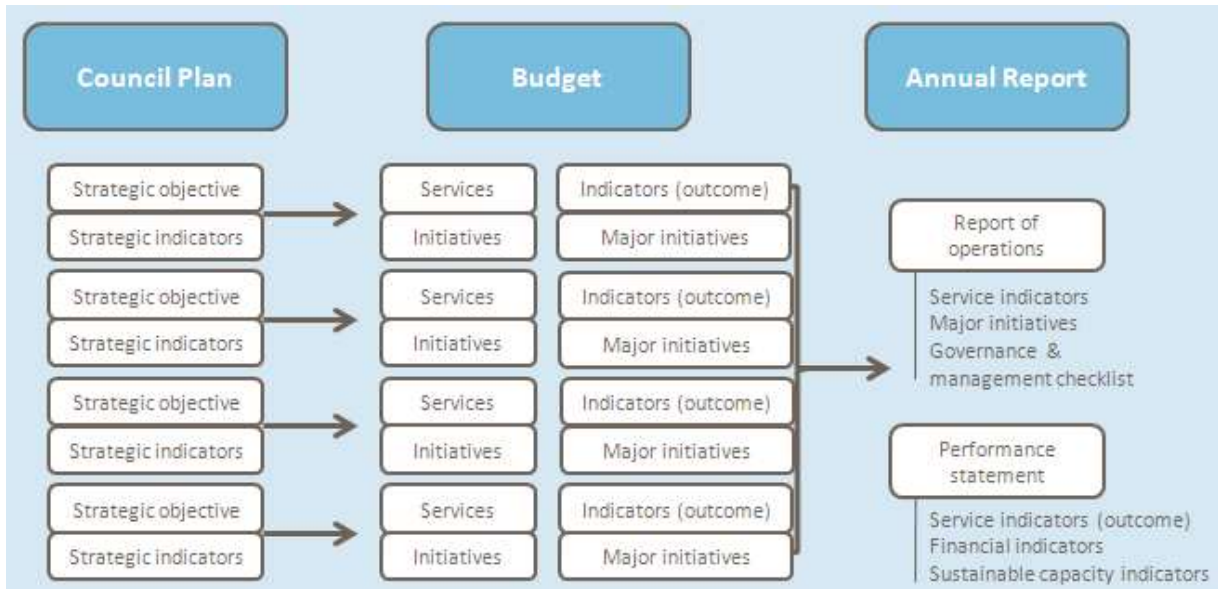 Council Plan
Budget
Annual Report
Strategic objective
Strategic indicators
Services
Initiatives
Indicators (outcome)
Major initiatives
Strategic objective
Strategic indicators
Services
Initiatives
Indicators (outcome)
Major initiatives
Strategic objective
Strategic indicators
Services
Initiatives
Indicators (outcome)
Major initiatives
Strategic objective
Strategic indicators
Services
Initiatives
Indicators (outcome)
Major initiatives
Report of
operations
Service indicators
Major initiatives
Governance &
management checklist
Performance
statement
Service indicators (outcome)
Financial indicators
Sustainable capacity indicators